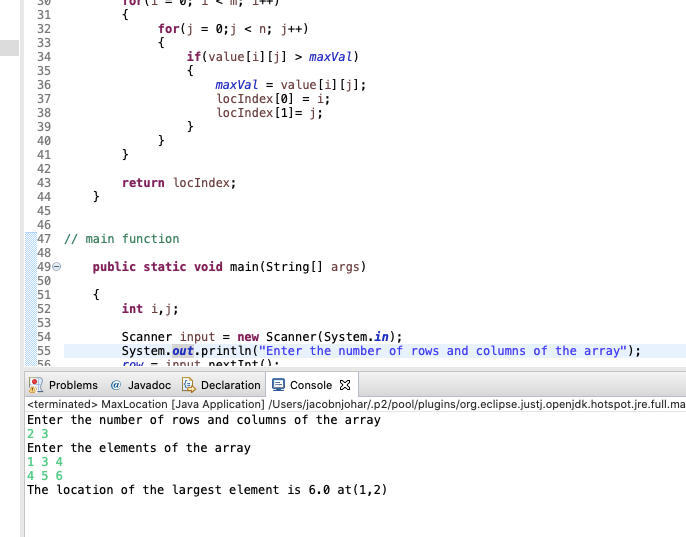 30 for(i = 0; i < m; i++)
31 {
32 for(j = 0;j < n; j++)
33 {
34 if(value[i][j] > maxVal)
35 {
36 maxVal = value[i][j];
37 locIndex[0] = i;
38 locIndex[1]= j;
39 }
40 }
41 }
42
43 return locIndex;
44 }
45
46
47 // main function
48
49 public static void main(String[] args)
50
51 {
52 int i,j;
53
54 Scanner input = new Scanner(System.in);
55 System.out.println("Enter the number of rows and columns of the array");
56 row = input.nextInt();
Problems @ Javadoc Declaration Console
<terminated> MaxLocation [Java Application] /Users/jacobnjohar/.p2/pool/plugins/org.eclipse.justj.openjdk.hotspot.jre.full.ma
Enter the number of rows and columns of the array
2 3
Enter the elements of the array
1 3 4
4 5 6
The location of the largest element is 6.0 at(1,2)